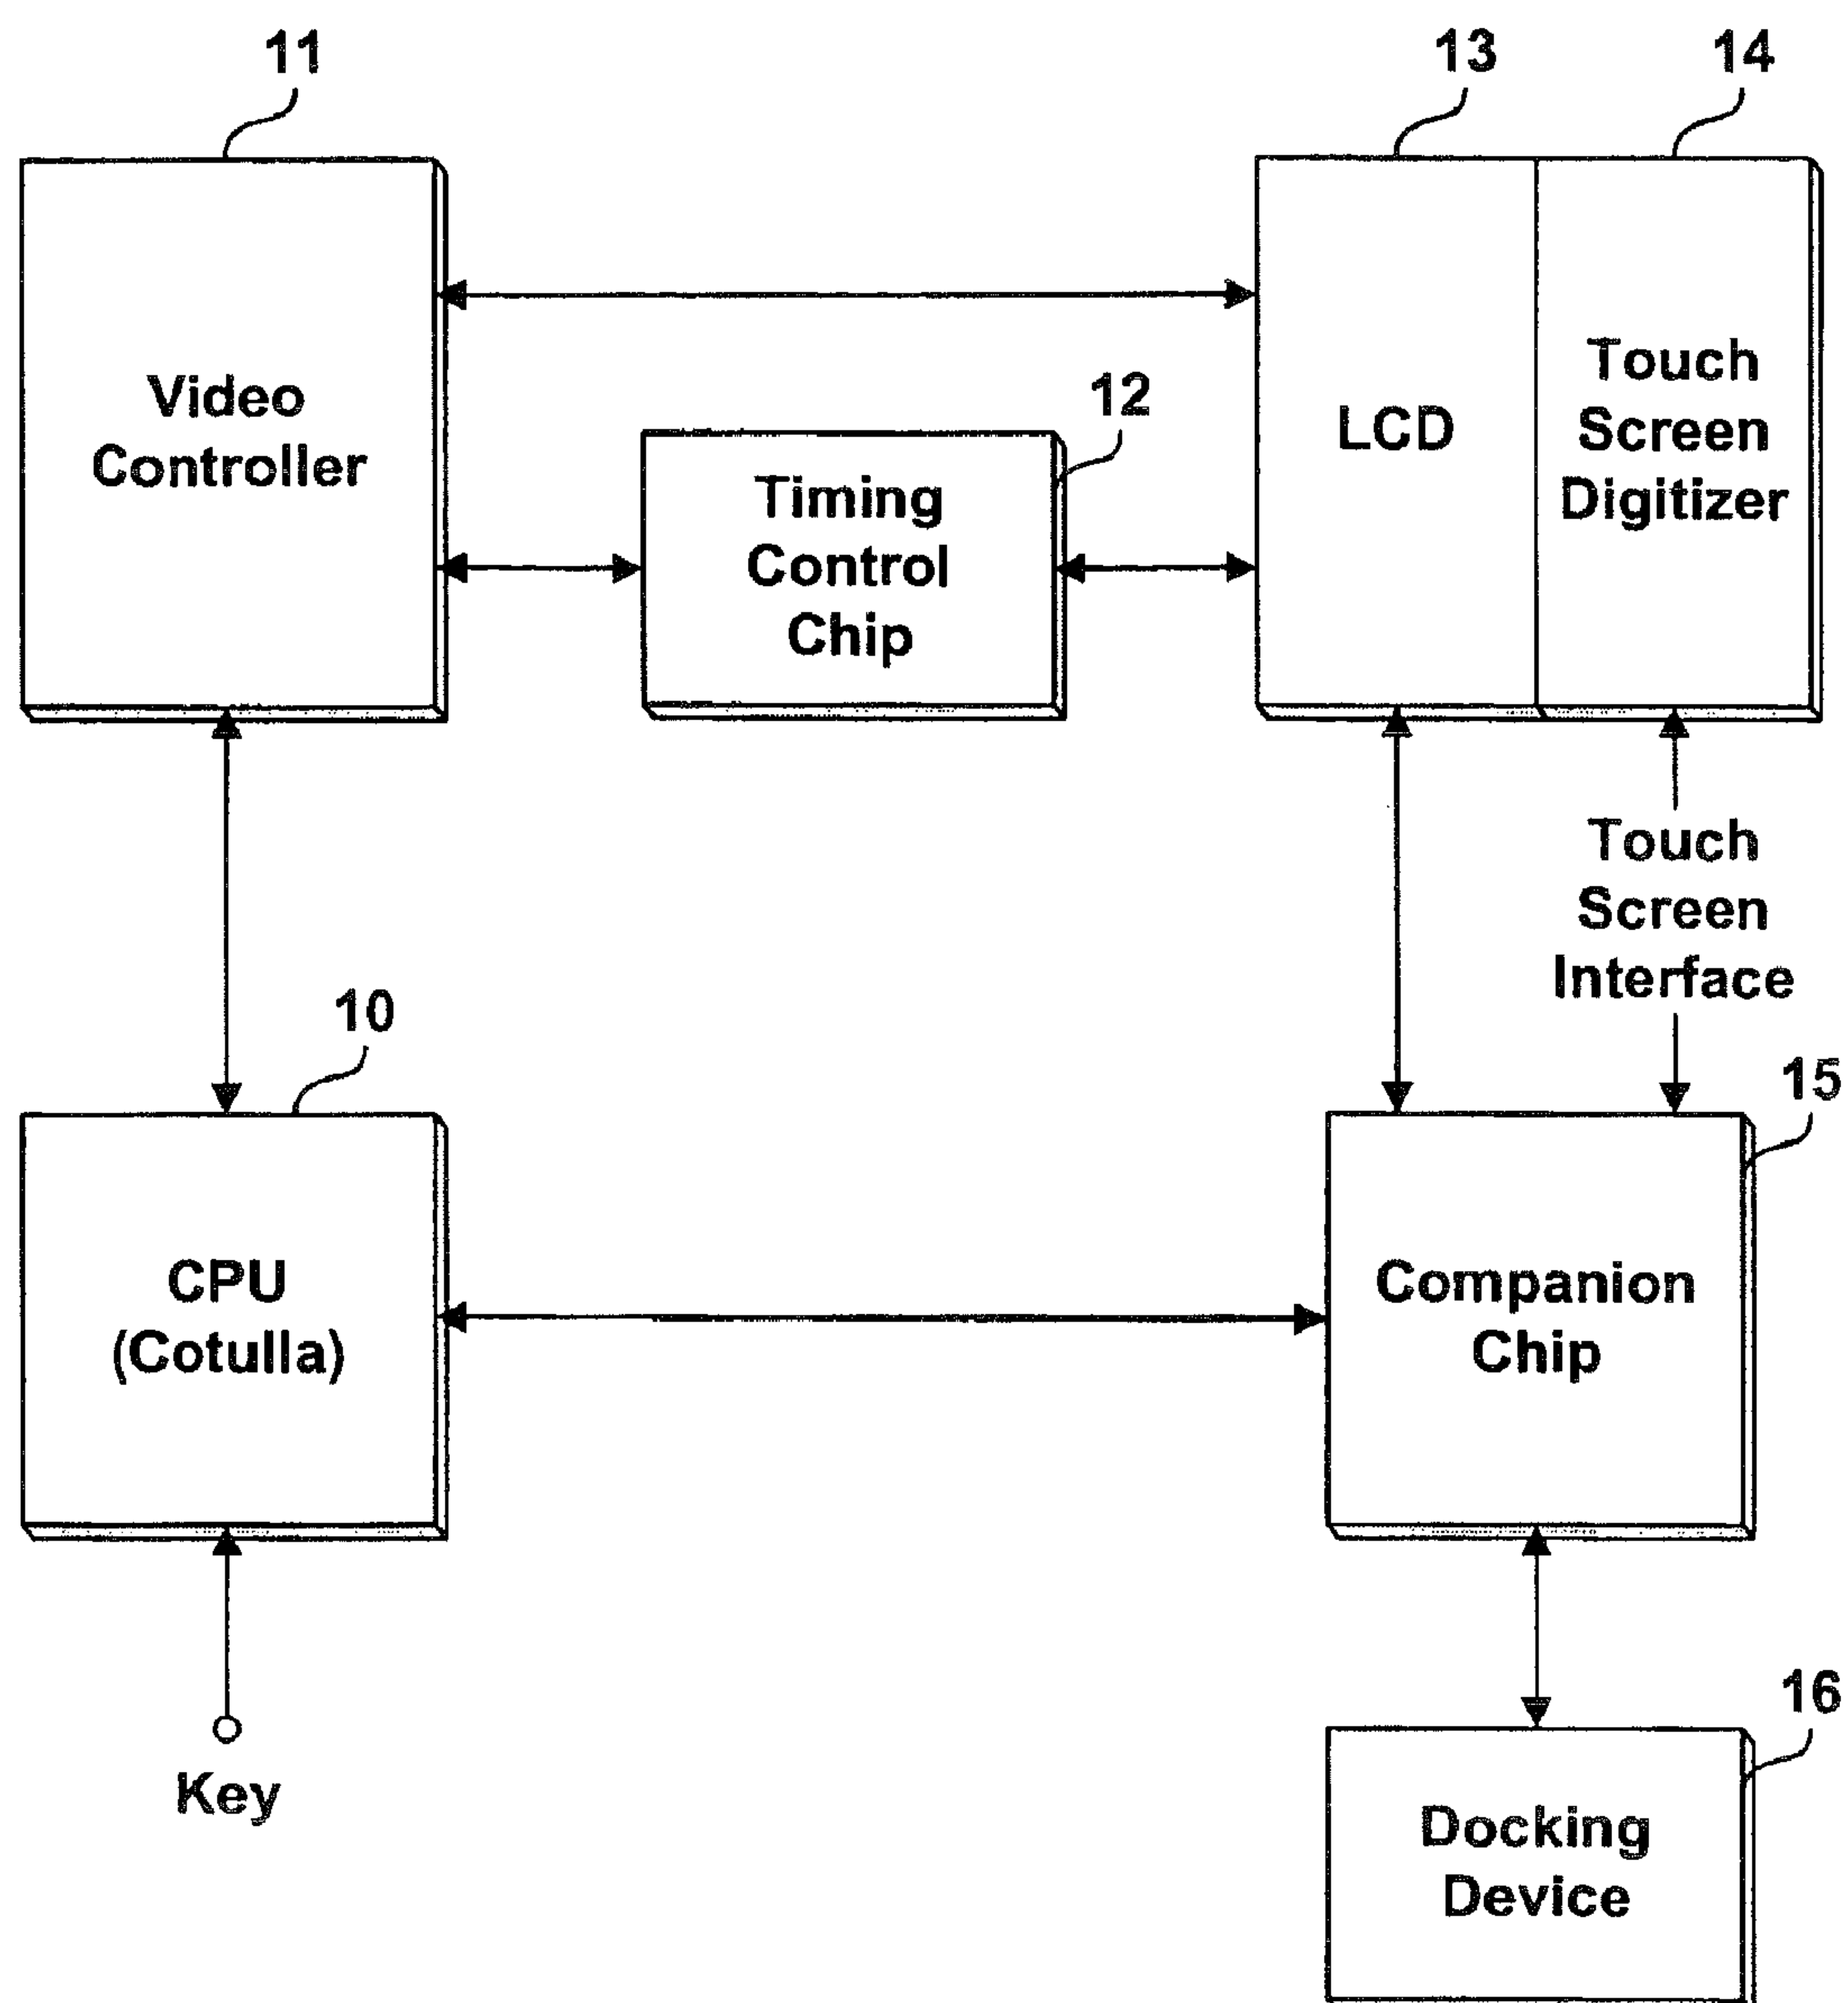 11
13
14
Video
Controller
12
Timing
Control
Chip
LCD
Touch
Screen
Digitizer
Touch
Screen
Interface
10
15
CPU
(Cotulla)
Companion
Chip
Key
16
Docking
Device